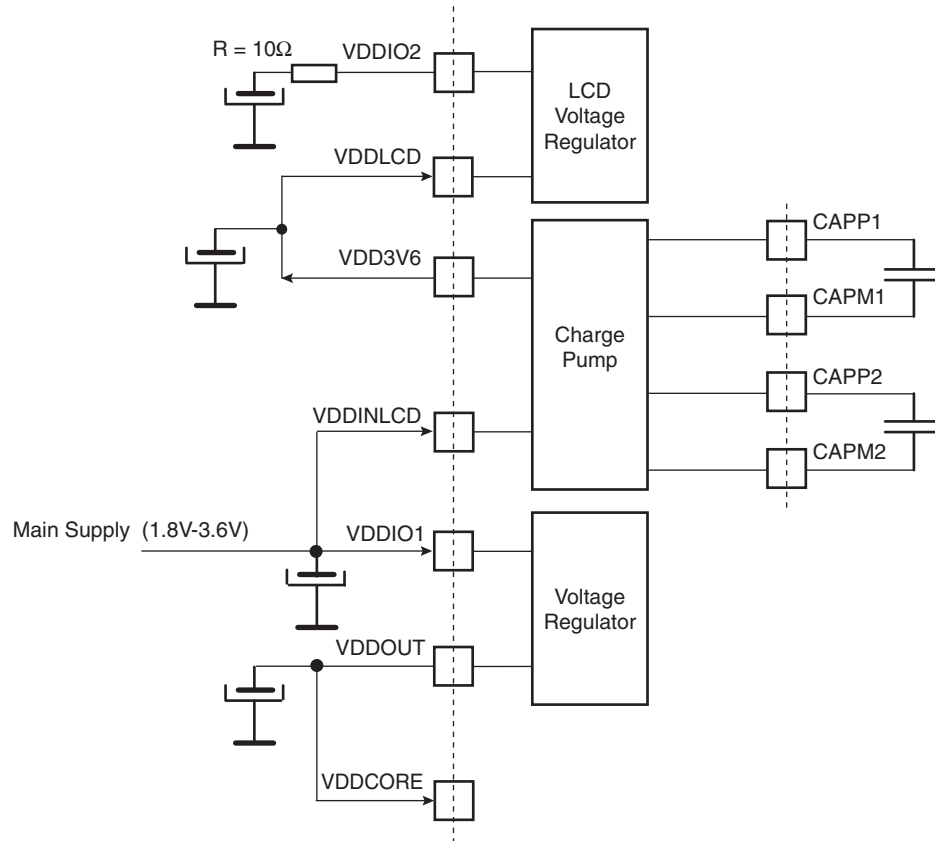 R = 10Ω
VDDIO2
LCD
Voltage
Regulator
VDDLCD
VDD3V6
Charge
Pump
CAPP1
CAPM1
CAPP2
CAPM2
VDDINLCD
Main Supply (1.8V-3.6V)
VDDIO1
Voltage
Regulator
VDDOUT
VDDCORE